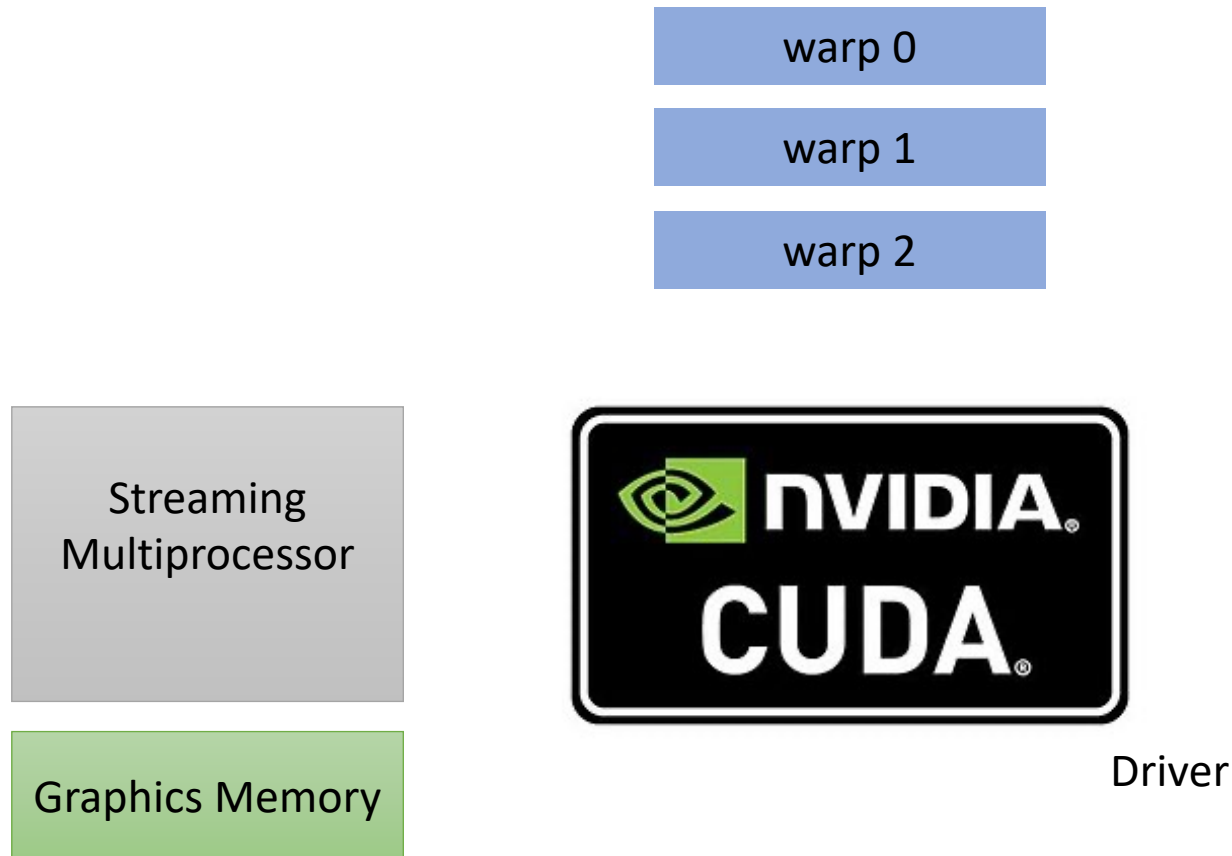 warp 0
warp 1
warp 2
Streaming
Multiprocessor
NVIDIA®
CUDA®
Driver
Graphics Memory